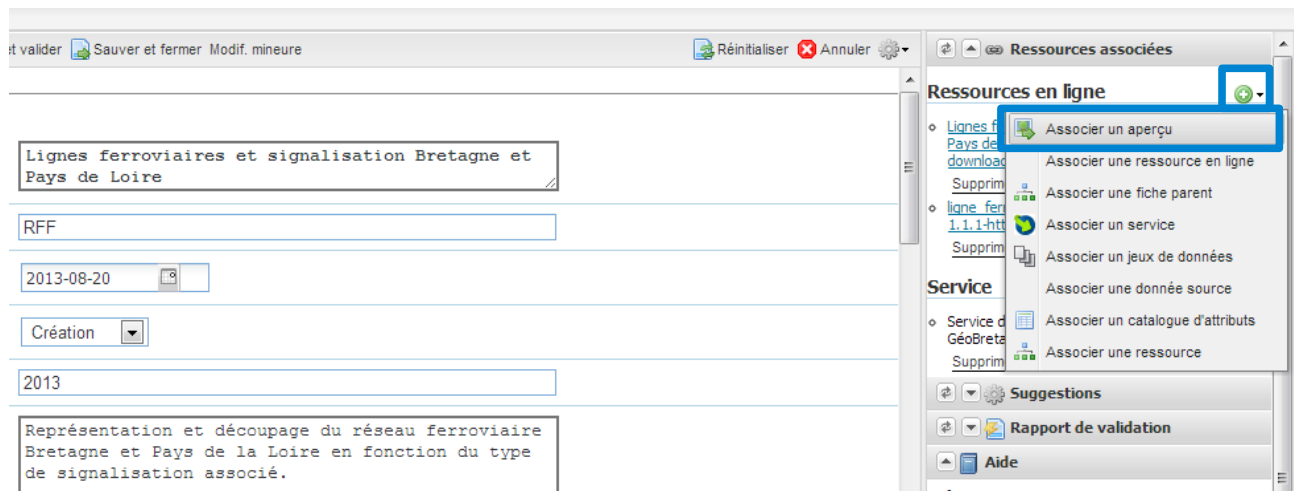 et valider Sauver et fermer Modif. mineure
Réinitialiser Annuler
Lignes ferroviaires et signalisation Bretagne et
Pays de Loire
RFF
2013-08-20
Création
2013
Représentation et découpage du réseau ferroviaire
Bretagne et Pays de la Loire en fonction du type
de signalisation associé.
Ressources associées
Ressources en ligne
Lignes f
Pays de
download
Supprim
ligne_fer
1.1.1-htt
Supprim
Service
Service d
GéoBreta
Supprim
Associer un aperçu
Associer une ressource en ligne
Associer une fiche parent
Associer un service
Associer un jeux de données
Associer une donnée source
Associer un catalogue d'attributs
Associer une ressource
Suggestions
Rapport de validation
Aide